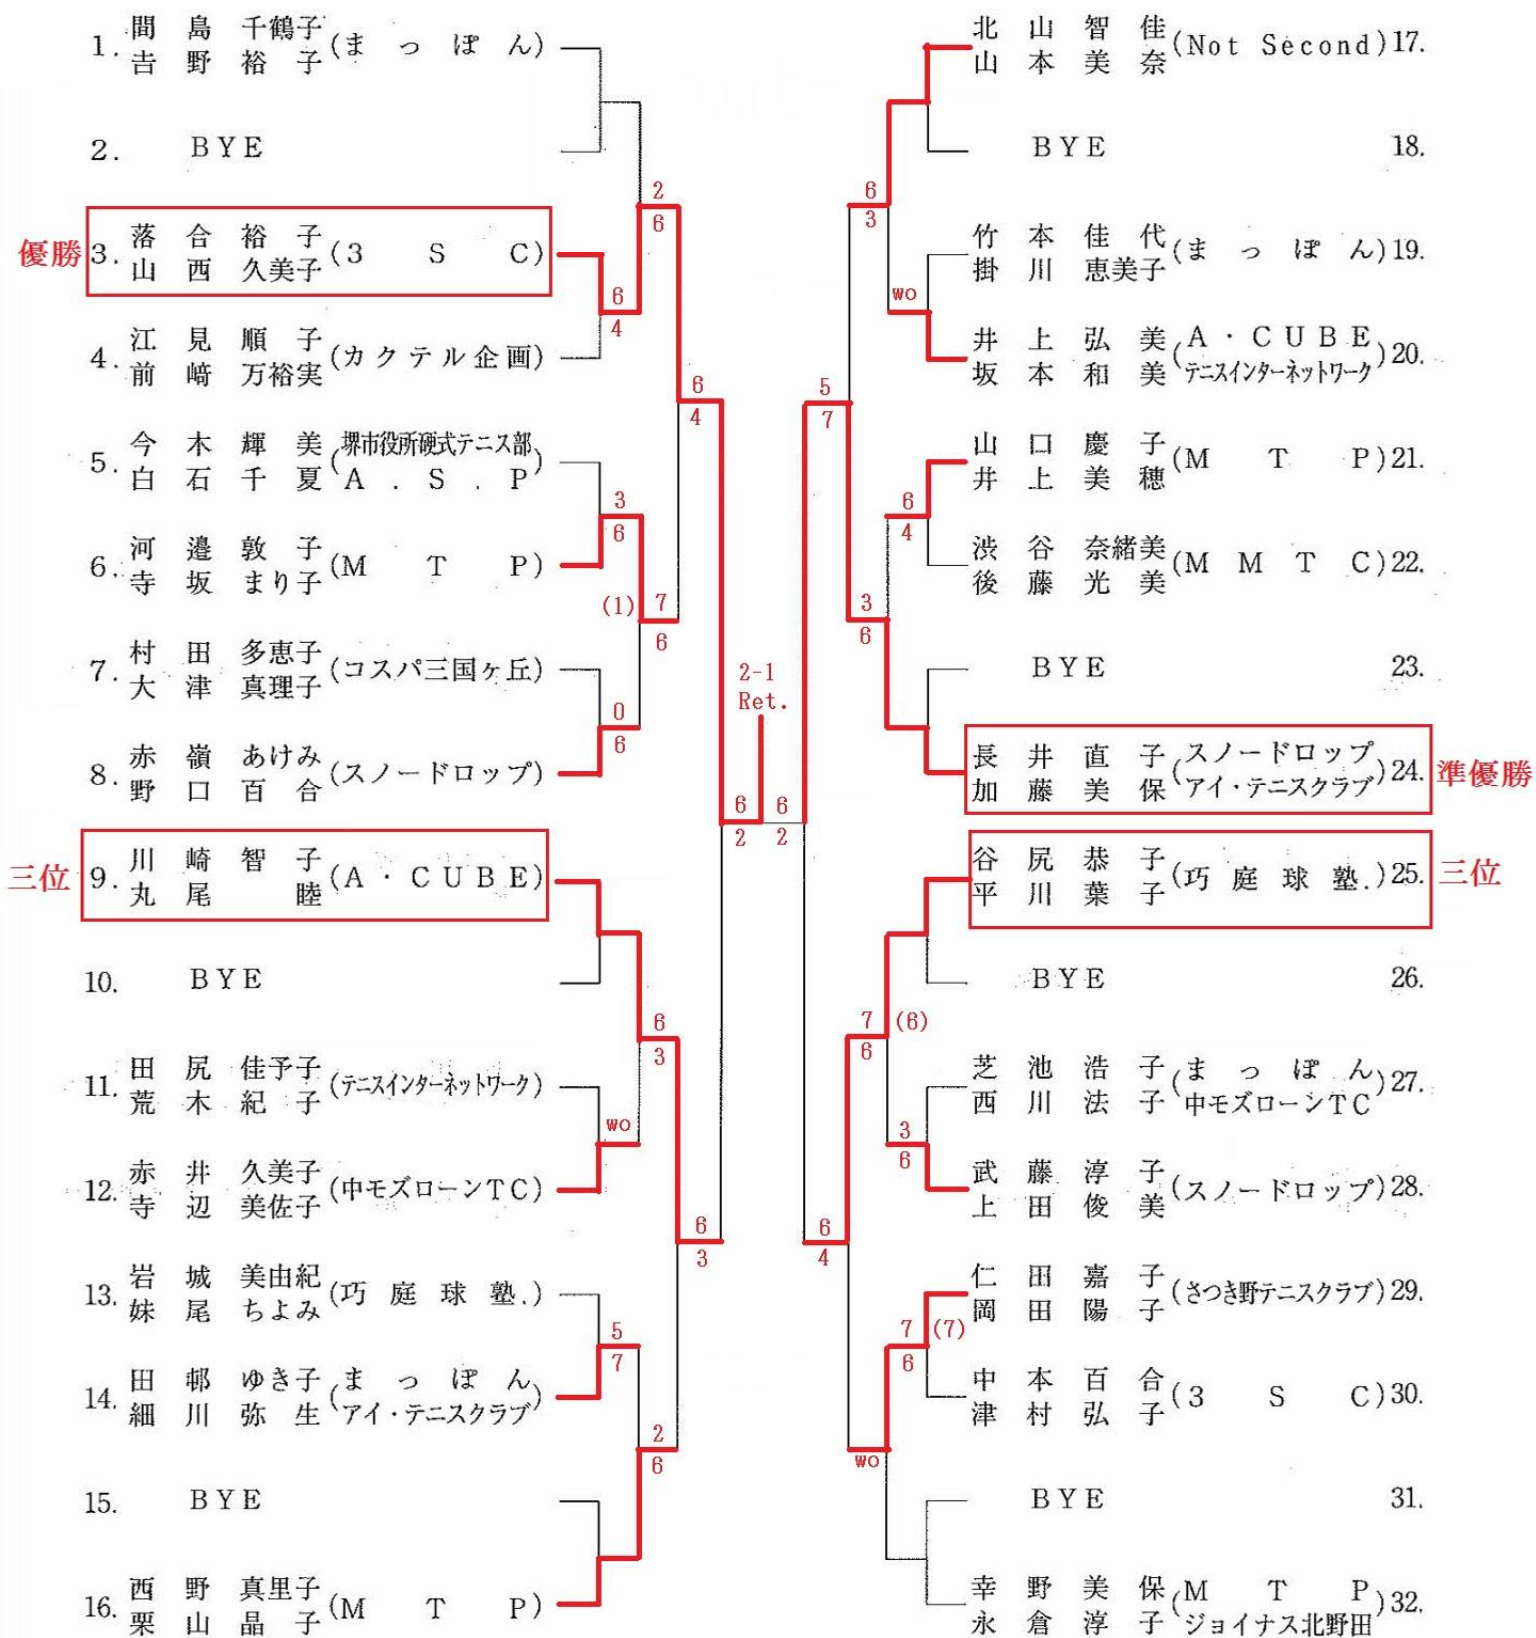 1. 間島 千鶴子 (まっぽん)
吉野裕子
2. BYE
2
6
優勝 3. 落合裕子 (3SC)
山西 久美子
6
4
4. 江見順子 (カクテル企画)
前﨑 万裕実
6
4
5. 今木輝美 (堺市役所硬式テニス部)
白石千夏 (A.S.P)
3
6
6. 河邉敦子 (MTP)
寺坂 まり子
(1) 7
6
7. 村田 多恵子 (コスパ三国ヶ丘)
大津 真理子
0
6
8. 赤嶺 あけみ (スノードロップ)
野口百合
2-1
Ret.
6 6
2 2
三位 9. 川崎智子 (A・CUBE)
丸尾 睦
10. BYE
6
3
11. 田尻 佳予子 (テニスインターネットワーク)
荒木紀子
wo
12. 赤井 久美子 (中モズローンTC)
寺辺 美佐子
6
3
13. 岩城 美由紀 (巧庭球塾.)
妹尾 ちよみ
5
7
14. 田邨 ゆき子 (まっぽん)
細川弥生 (アイ・テニスクラブ)
2
6
15. BYE
16. 西野 真里子 (MTP)
栗山晶子
北山智佳 (Not Second) 17.
山本美奈
BYE 18.
6
3
竹本佳代 (まっぽん) 19.
掛川 恵美子
wo
井上弘美 (A・CUBE) 20.
坂本和美 (テニスインターネットワーク)
5
7
山口慶子 (MTP) 21.
井上美穂
6
4
渋谷 奈緒美 (MMTC) 22.
後藤光美
3
6
BYE 23.
長井直子 (スノードロップ) 24. 準優勝
加藤美保 (アイ・テニスクラブ)
谷尻恭子 (巧庭球塾.) 25. 三位
平川葉子
BYE 26.
7 (6)
6
芝池浩子 (まっぽん) 27.
西川法子 (中モズローンTC)
3
6
武藤淳子 (スノードロップ) 28.
上田俊美
6
4
仁田嘉子 (さつき野テニスクラブ) 29.
岡田陽子
7 (7)
6
中本百合 (3SC) 30.
津村弘子
wo
BYE 31.
幸野美保 (MTP) 32.
永倉淳子 (ジョイナス北野田)